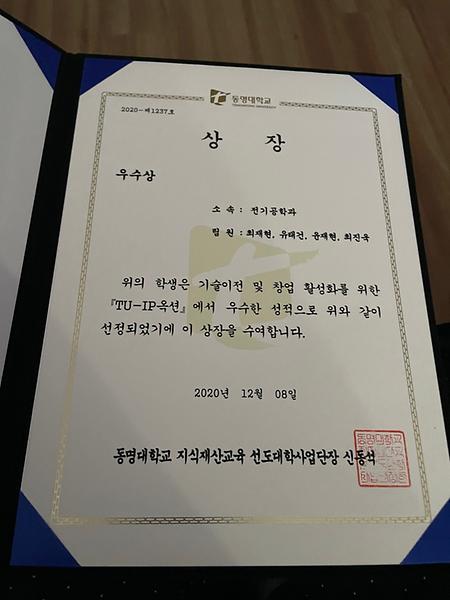 동명대학교
TONGMYONG UNIVERSITY
2020-제1237호
상 장
우수상
소 속 : 전기공학과
팀 원 : 최재현, 유태건, 윤재현, 최진욱
위의 학생은 기술이전 및 창업 활성화를 위한
『TU-IP옥션』에서 우수한 성적으로 위와 같이
선정되었기에 이 상장을 수여합니다.
2020년 12월 08일
동명대학교 지식재산교육 선도대학사업단장 신동석